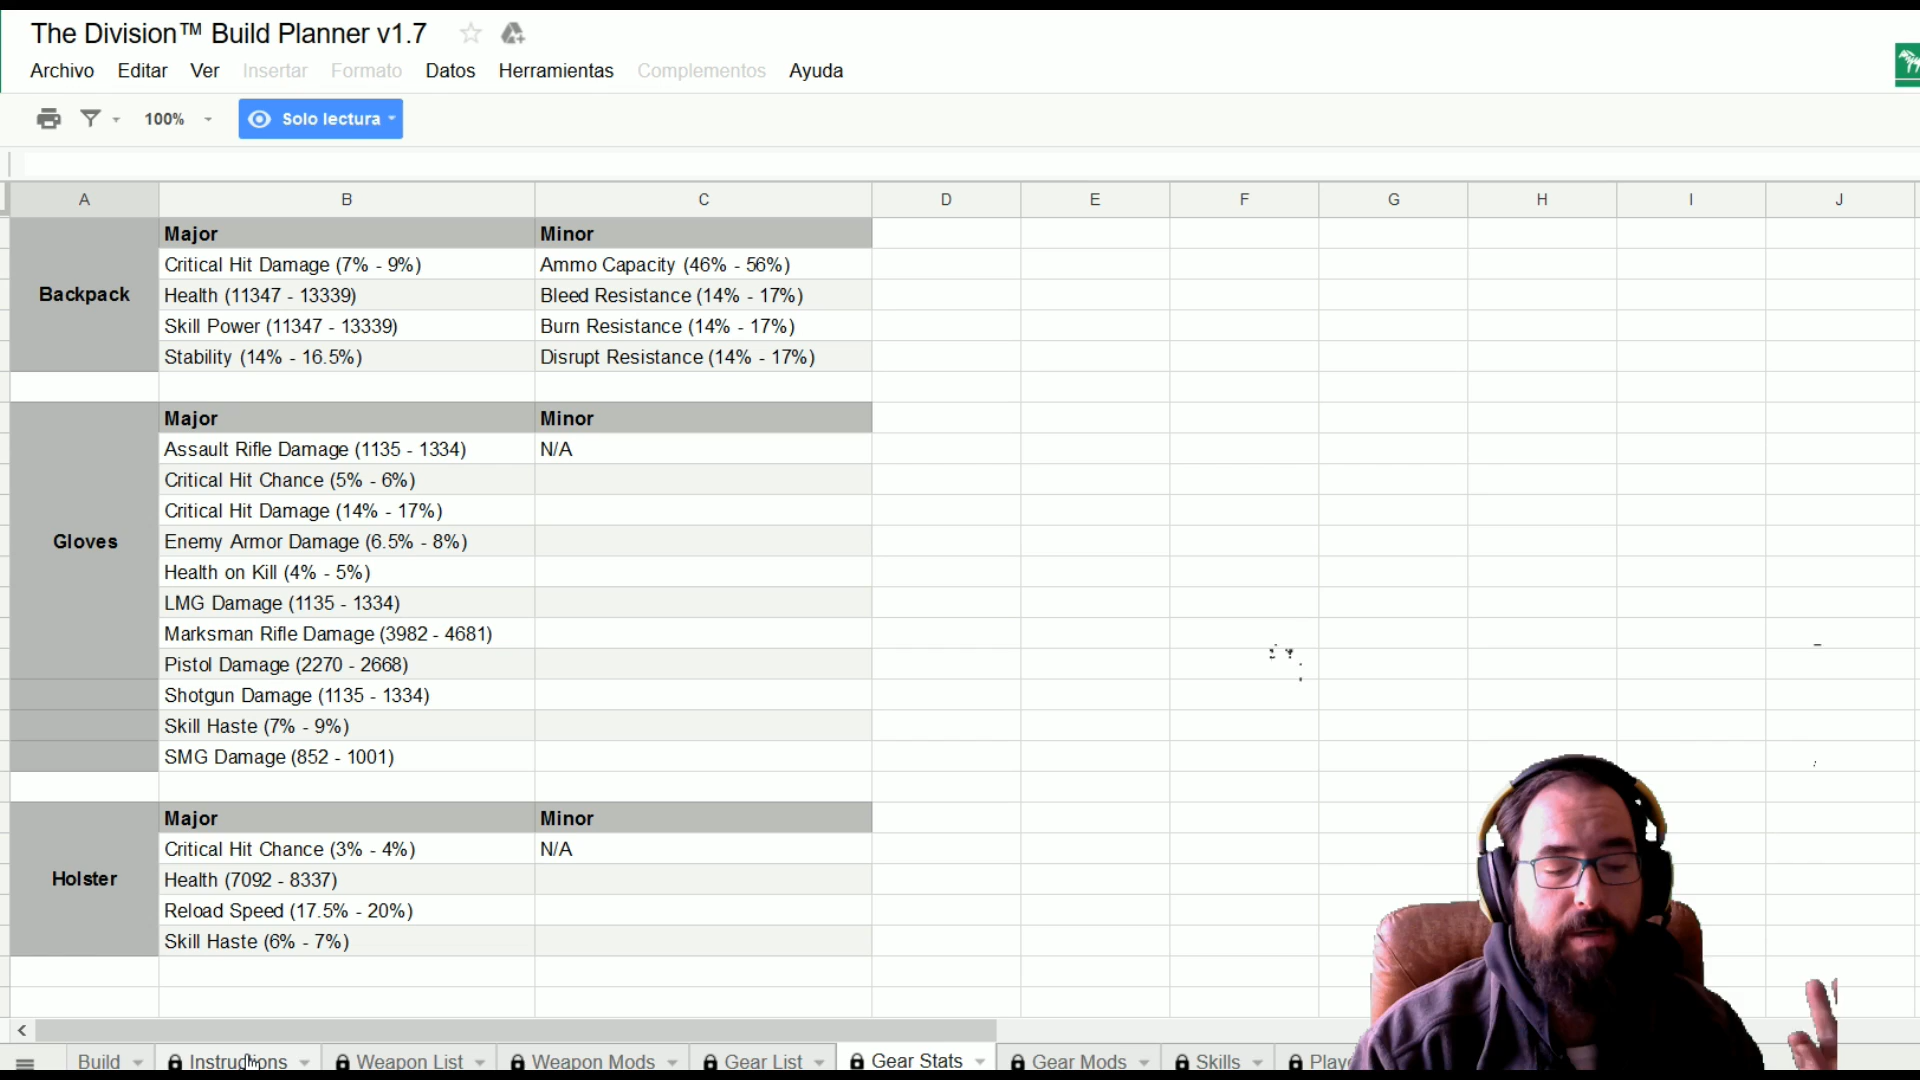 The Division™ Build Planner v1.7
Archivo Editar Ver Insertar Formato Datos Herramientas Complementos Ayuda
100% Solo lectura
A B C D E F G H I J
Backpack
Major Minor
Critical Hit Damage (7% - 9%) Ammo Capacity (46% - 56%)
Health (11347 - 13339) Bleed Resistance (14% - 17%)
Skill Power (11347 - 13339) Burn Resistance (14% - 17%)
Stability (14% - 16.5%) Disrupt Resistance (14% - 17%)
Gloves
Major Minor
Assault Rifle Damage (1135 - 1334) N/A
Critical Hit Chance (5% - 6%)
Critical Hit Damage (14% - 17%)
Enemy Armor Damage (6.5% - 8%)
Health on Kill (4% - 5%)
LMG Damage (1135 - 1334)
Marksman Rifle Damage (3982 - 4681)
Pistol Damage (2270 - 2668)
Shotgun Damage (1135 - 1334)
Skill Haste (7% - 9%)
SMG Damage (852 - 1001)
Holster
Major Minor
Critical Hit Chance (3% - 4%) N/A
Health (7092 - 8337)
Reload Speed (17.5% - 20%)
Skill Haste (6% - 7%)
Build Instructions Weapon List Weapon Mods Gear List Gear Stats Gear Mods Skills